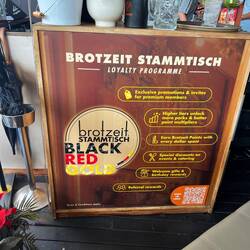 BROTZEIT STAMMTISCH
LOYALTY PROGRAMME
Exclusive promotions & invites
for premium members
Higher tiers unlock
more perks & better
point multipliers
brotzeit
STAMMTISCH
BLACK
RED
GOLD
Earn Brotzeit Points with
every dollar spent
Special discounts on
events & catering
Welcome gifts &
Referral rewards